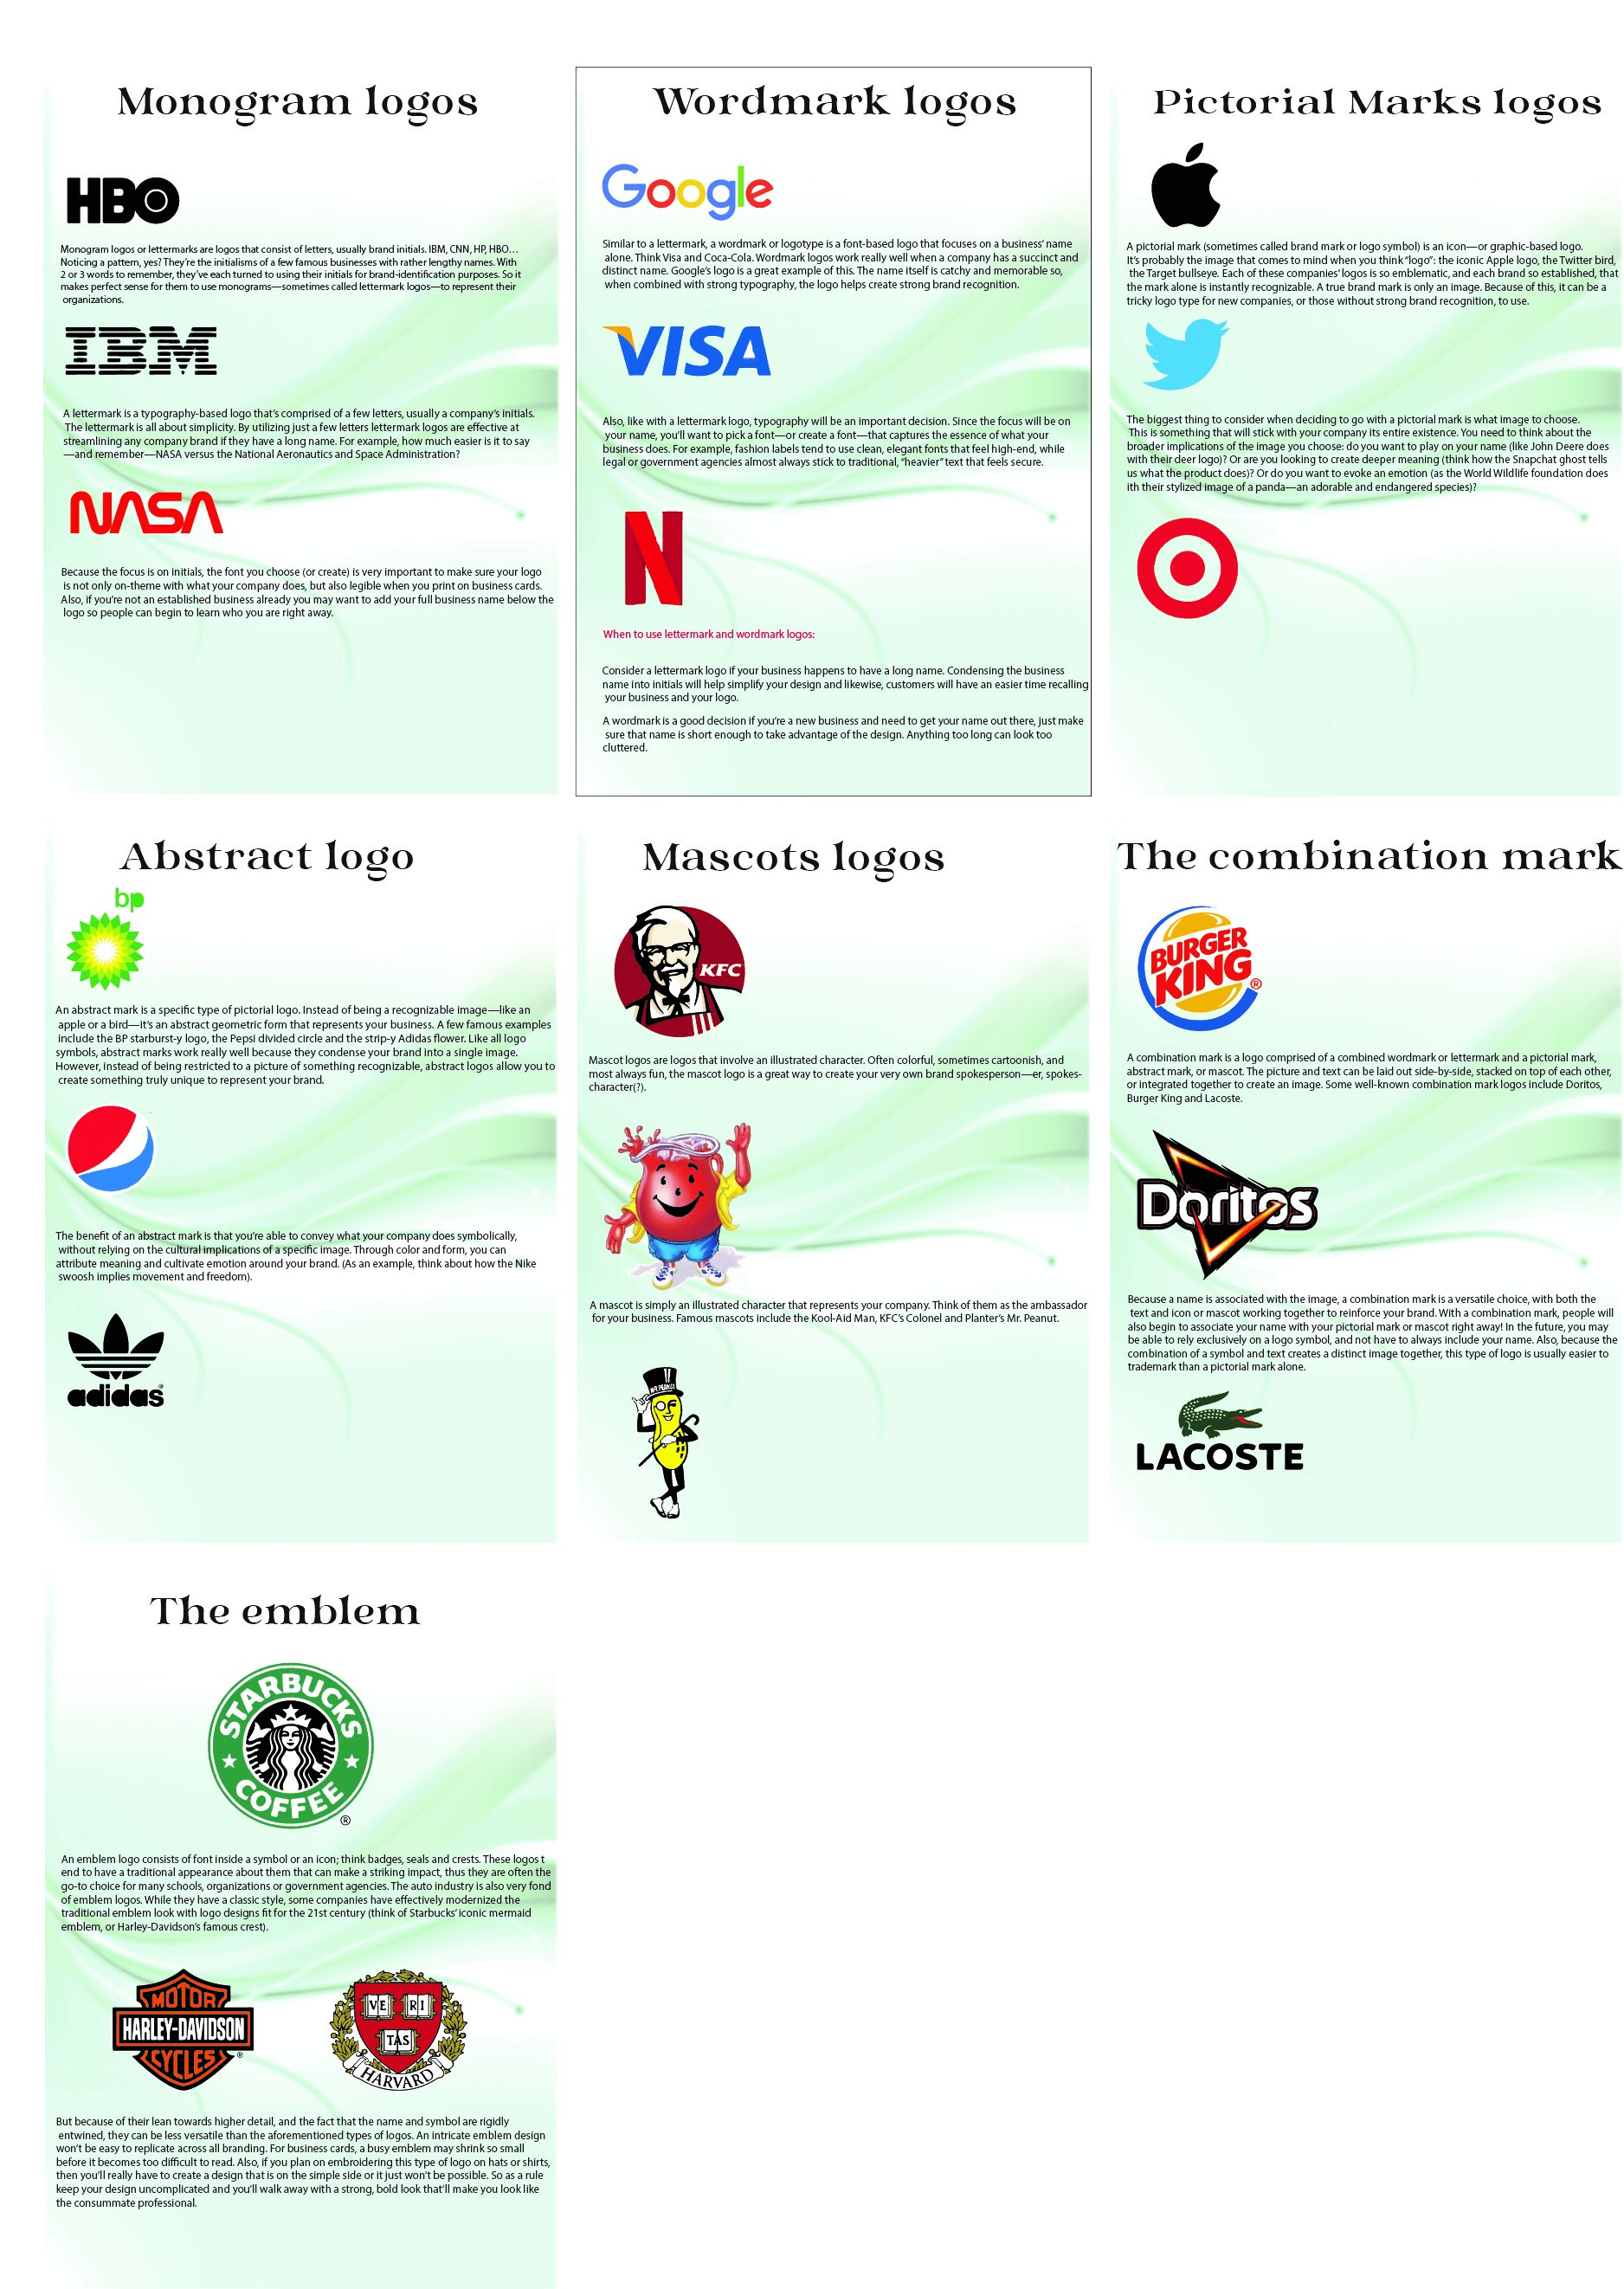 Monogram logos
HBO
Monogram logos or lettermarks are logos that consist of letters, usually brand initials. IBM, CNN, HP, HBO…
Noticing a pattern, yes? They’re the initialisms of a few famous businesses with rather lengthy names. With
2 or 3 words to remember, they’ve each turned to using their initials for brand-identification purposes. So it
makes perfect sense for them to use monograms—sometimes called lettermark logos—to represent their
organizations.
IBM
A lettermark is a typography-based logo that’s comprised of a few letters, usually a company’s initials.
The lettermark is all about simplicity. By utilizing just a few letters lettermark logos are effective at
streamlining any company brand if they have a long name. For example, how much easier is it to say
—and remember—NASA versus the National Aeronautics and Space Administration?
NASA
Because the focus is on initials, the font you choose (or create) is very important to make sure your logo
is not only on-theme with what your company does, but also legible when you print on business cards.
Also, if you’re not an established business already you may want to add your full business name below the
logo so people can begin to learn who you are right away.
Wordmark logos
Google
Similar to a lettermark, a wordmark or logotype is a font-based logo that focuses on a business’ name
alone. Think Visa and Coca-Cola. Wordmark logos work really well when a company has a succinct and
distinct name. Google’s logo is a great example of this. The name itself is catchy and memorable so,
when combined with strong typography, the logo helps create strong brand recognition.
VISA
Also, like with a lettermark logo, typography will be an important decision. Since the focus will be on
your name, you’ll want to pick a font—or create a font—that captures the essence of what your
business does. For example, fashion labels tend to use clean, elegant fonts that feel high-end, while
legal or government agencies almost always stick to traditional, “heavier” text that feels secure.
N
When to use lettermark and wordmark logos:
Consider a lettermark logo if your business happens to have a long name. Condensing the business
name into initials will help simplify your design and likewise, customers will have an easier time recalling
your business and your logo.
A wordmark is a good decision if you’re a new business and need to get your name out there, just make
sure that name is short enough to take advantage of the design. Anything too long can look too
cluttered.
Pictorial Marks logos
A pictorial mark (sometimes called brand mark or logo symbol) is an icon—or graphic-based logo.
It’s probably the image that comes to mind when you think “logo”: the iconic Apple logo, the Twitter bird,
the Target bullseye. Each of these companies’ logos is so emblematic, and each brand so established, that
the mark alone is instantly recognizable. A true brand mark is only an image. Because of this, it can be a
tricky logo type for new companies, or those without strong brand recognition, to use.
The biggest thing to consider when deciding to go with a pictorial mark is what image to choose.
This is something that will stick with your company its entire existence. You need to think about the
broader implications of the image you choose: do you want to play on your name (like John Deere does
with their deer logo)? Or are you looking to create deeper meaning (think how the Snapchat ghost tells
us what the product does)? Or do you want to evoke an emotion (as the World Wildlife foundation does
ith their stylized image of a panda—an adorable and endangered species)?
Abstract logo
bp
An abstract mark is a specific type of pictorial logo. Instead of being a recognizable image—like an
apple or a bird—it’s an abstract geometric form that represents your business. A few famous examples
include the BP starburst-y logo, the Pepsi divided circle and the strip-y Adidas flower. Like all logo
symbols, abstract marks work really well because they condense your brand into a single image.
However, instead of being restricted to a picture of something recognizable, abstract logos allow you to
create something truly unique to represent your brand.
The benefit of an abstract mark is that you’re able to convey what your company does symbolically,
without relying on the cultural implications of a specific image. Through color and form, you can
attribute meaning and cultivate emotion around your brand. (As an example, think about how the Nike
swoosh implies movement and freedom).
adidas®
Mascots logos
KFC
Mascot logos are logos that involve an illustrated character. Often colorful, sometimes cartoonish, and
most always fun, the mascot logo is a great way to create your very own brand spokesperson—er, spokes-
character(?).
A mascot is simply an illustrated character that represents your company. Think of them as the ambassador
for your business. Famous mascots include the Kool-Aid Man, KFC’s Colonel and Planter’s Mr. Peanut.
MR. PEANUT
The combination mark
BURGER
KING®
A combination mark is a logo comprised of a combined wordmark or lettermark and a pictorial mark,
abstract mark, or mascot. The picture and text can be laid out side-by-side, stacked on top of each other,
or integrated together to create an image. Some well-known combination mark logos include Doritos,
Burger King and Lacoste.
Doritos
Because a name is associated with the image, a combination mark is a versatile choice, with both the
text and icon or mascot working together to reinforce your brand. With a combination mark, people will
also begin to associate your name with your pictorial mark or mascot right away! In the future, you may
be able to rely exclusively on a logo symbol, and not have to always include your name. Also, because the
combination of a symbol and text creates a distinct image together, this type of logo is usually easier to
trademark than a pictorial mark alone.
LACOSTE
The emblem
STARBUCKS
COFFEE
®
An emblem logo consists of font inside a symbol or an icon; think badges, seals and crests. These logos t
end to have a traditional appearance about them that can make a striking impact, thus they are often the
go-to choice for many schools, organizations or government agencies. The auto industry is also very fond
of emblem logos. While they have a classic style, some companies have effectively modernized the
traditional emblem look with logo designs fit for the 21st century (think of Starbucks’ iconic mermaid
emblem, or Harley-Davidson’s famous crest).
MOTOR
HARLEY-DAVIDSON
CYCLES®
VE RI
TAS
HARVARD
But because of their lean towards higher detail, and the fact that the name and symbol are rigidly
entwined, they can be less versatile than the aforementioned types of logos. An intricate emblem design
won’t be easy to replicate across all branding. For business cards, a busy emblem may shrink so small
before it becomes too difficult to read. Also, if you plan on embroidering this type of logo on hats or shirts,
then you’ll really have to create a design that is on the simple side or it just won’t be possible. So as a rule
keep your design uncomplicated and you’ll walk away with a strong, bold look that’ll make you look like
the consummate professional.